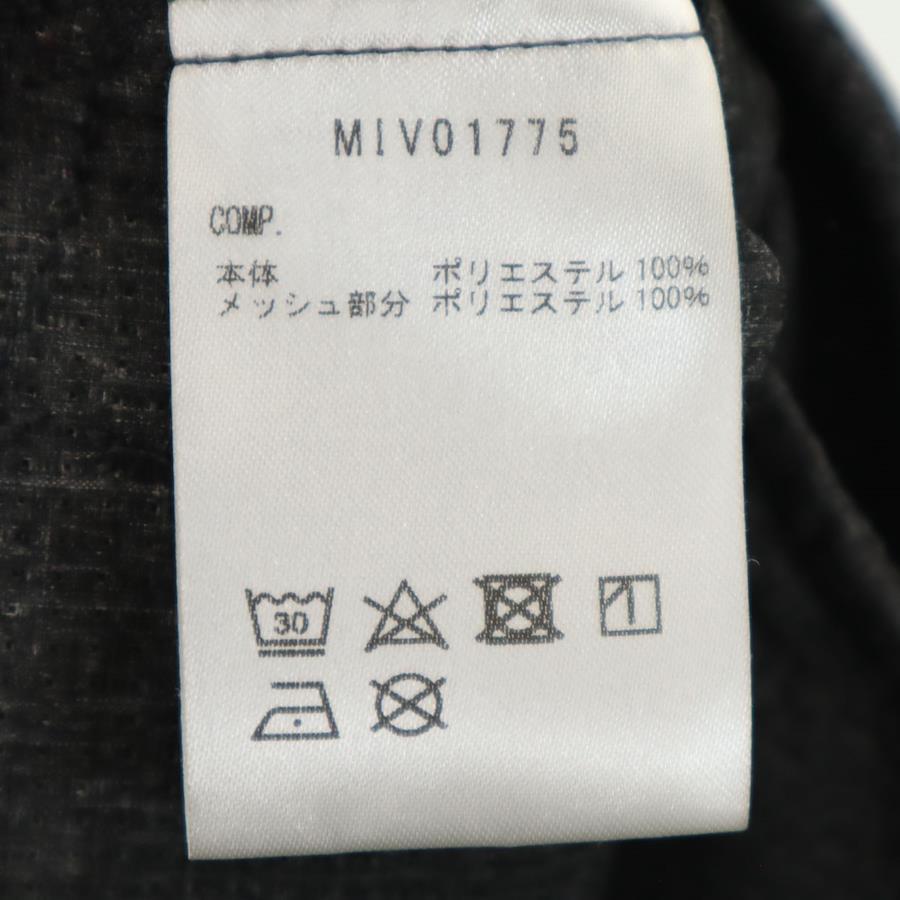 MIV01775
COMP.
本体 ポリエステル 100%
メッシュ部分 ポリエステル 100%
30